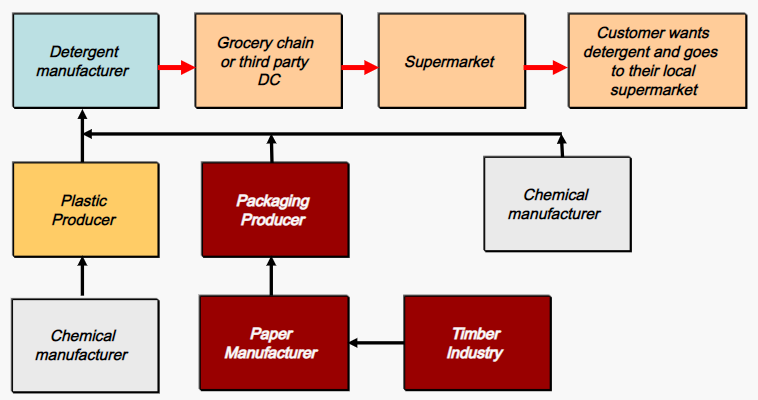 Detergent
manufacturer
Grocery chain
or third party
DC
Supermarket
Customer wants
detergent and goes
to their local
supermarket
Plastic
Producer
Packaging
Producer
Chemical
manufacturer
Chemical
manufacturer
Paper
Manufacturer
Timber
Industry